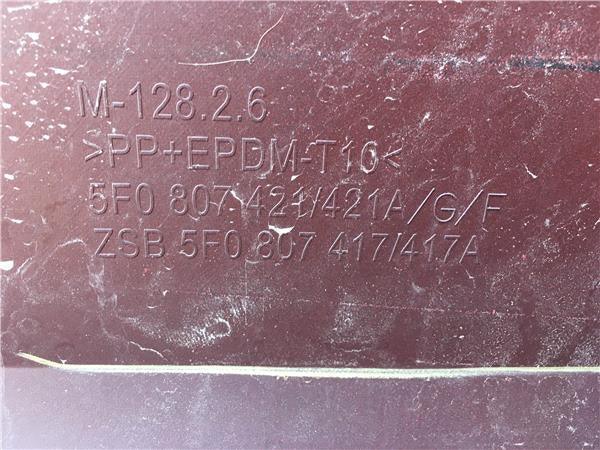 M-128.2.6
>PP+EPDM-T10<
5F0 807 421/421A/G/F
ZSB 5F0 807 417/417A